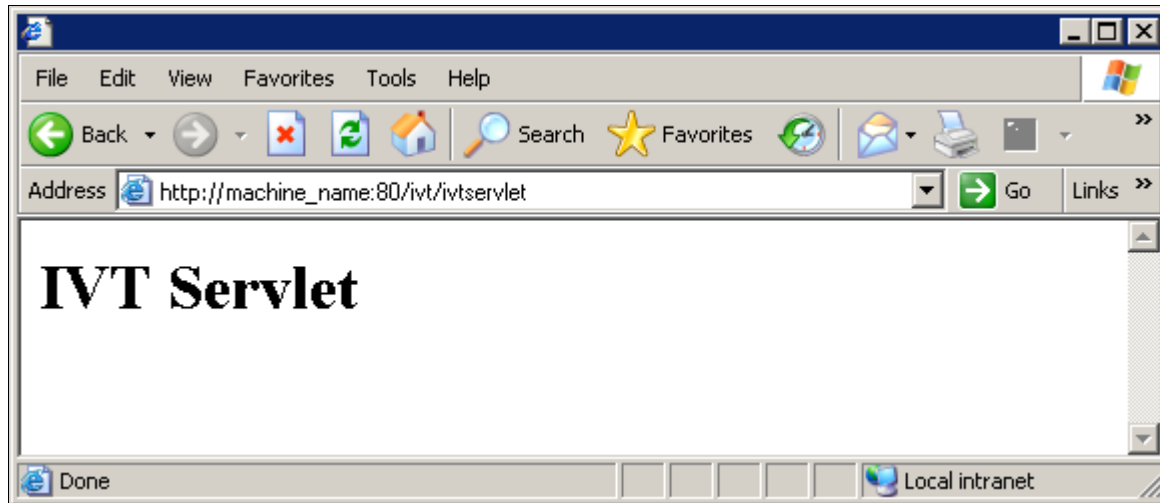 File Edit View Favorites Tools Help
Back Search Favorites »
Address http://machine_name:80/ivt/ivtservlet Go Links »
IVT Servlet
Done Local intranet